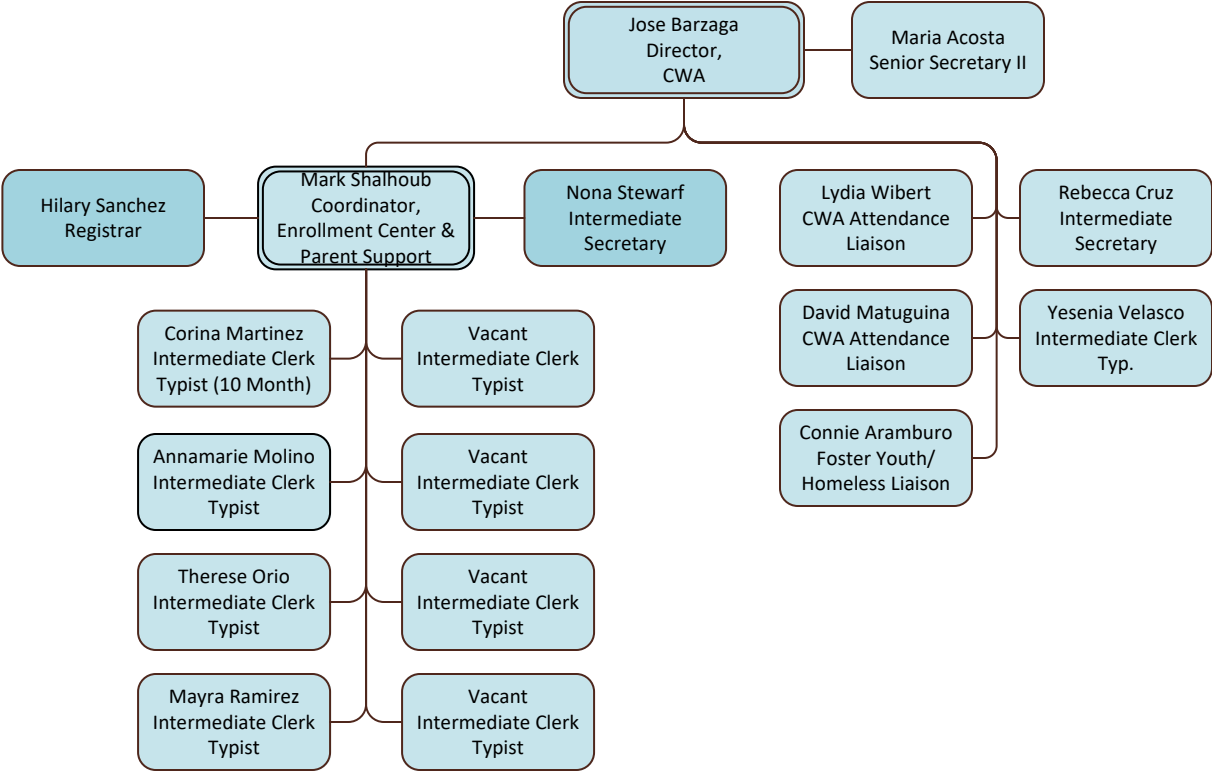 Jose Barzaga
Director,
CWA
Maria Acosta
Senior Secretary II
Hilary Sanchez
Registrar
Mark Shalhoub
Coordinator,
Enrollment Center &
Parent Support
Nona Stewarf
Intermediate
Secretary
Lydia Wibert
CWA Attendance
Liaison
Rebecca Cruz
Intermediate
Secretary
Corina Martinez
Intermediate Clerk
Typist (10 Month)
Vacant
Intermediate Clerk
Typist
David Matuguina
CWA Attendance
Liaison
Yesenia Velasco
Intermediate Clerk
Typ.
Annamarie Molino
Intermediate Clerk
Typist
Vacant
Intermediate Clerk
Typist
Connie Aramburo
Foster Youth/
Homeless Liaison
Therese Orio
Intermediate Clerk
Typist
Vacant
Intermediate Clerk
Typist
Mayra Ramirez
Intermediate Clerk
Typist
Vacant
Intermediate Clerk
Typist